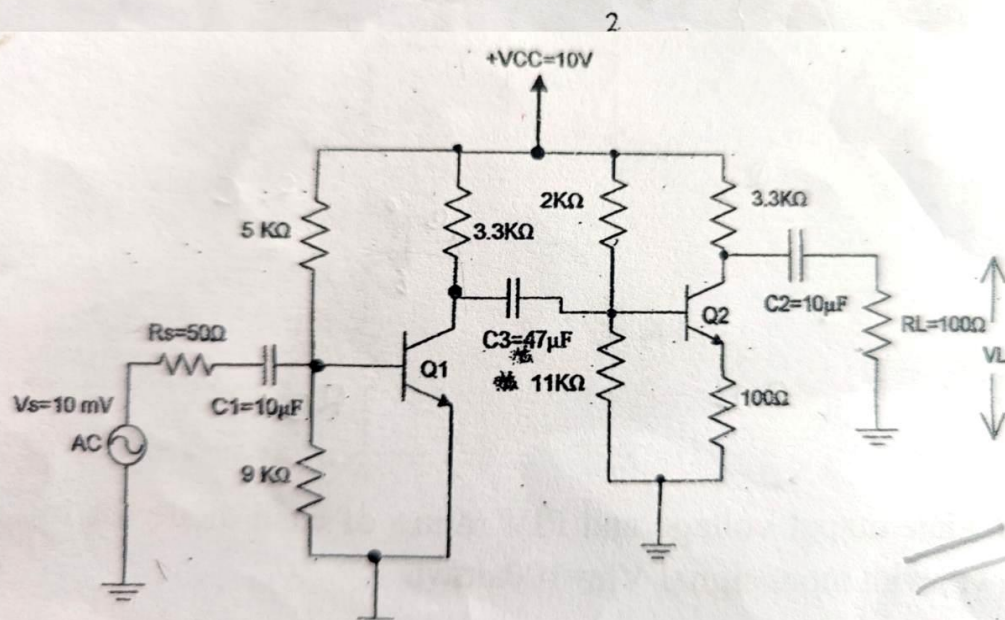 2
+VCC=10V
5 KΩ
3.3KΩ
2KΩ
3.3KΩ
Rs=50Ω
C1=10µF
Vs=10 mV
AC
Q1
C3=47µF
11KΩ
Q2
C2=10µF
RL=100Ω
VL
100Ω
9 KΩ